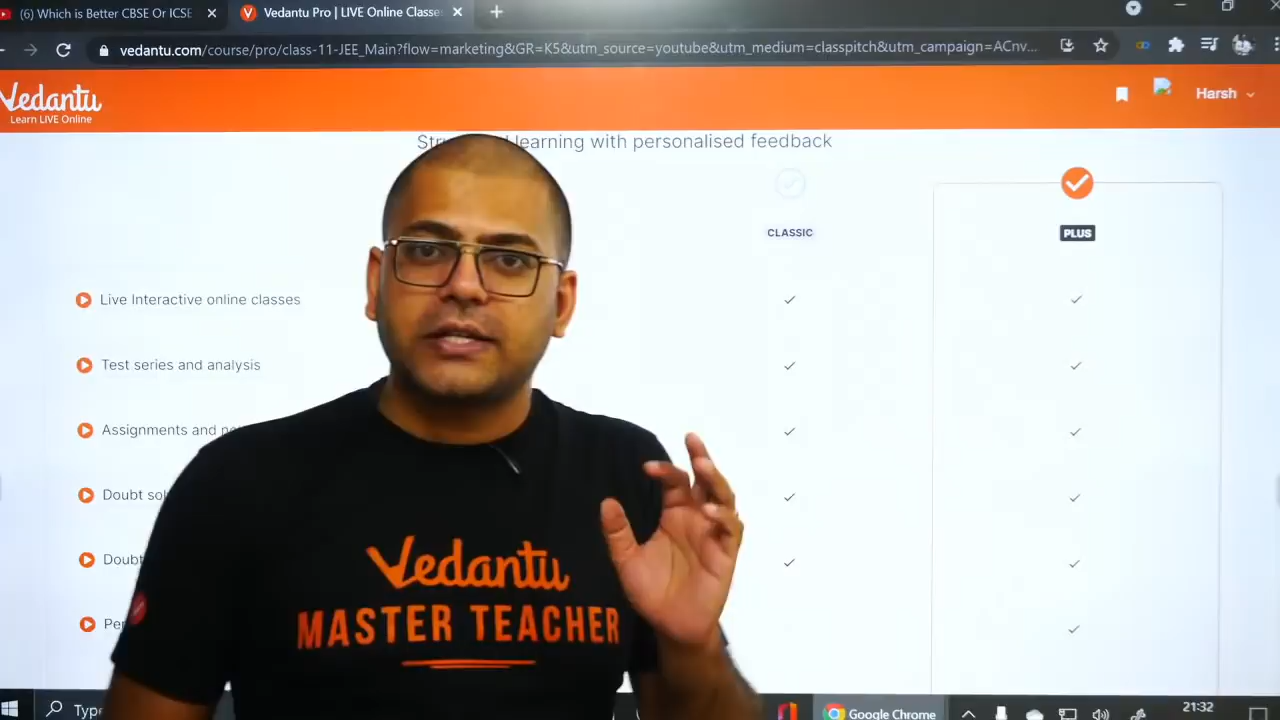 (6) Which is Better CBSE Or ICSE
Vedantu Pro | LIVE Online Classe
vedantu.com/course/pro/class-11-JEE_Main?flow=marketing&GR=K5&utm_source=youtube&utm_medium=classpitch&utm_campaign=ACnv...
Vedantu
Learn LIVE Online
Harsh
learning with personalised feedback
CLASSIC
PLUS
Live Interactive online classes
Test series and analysis
Assignments and
Doubt
Doubt
Vedantu
MASTER TEACHER
Google Chrome
21:32